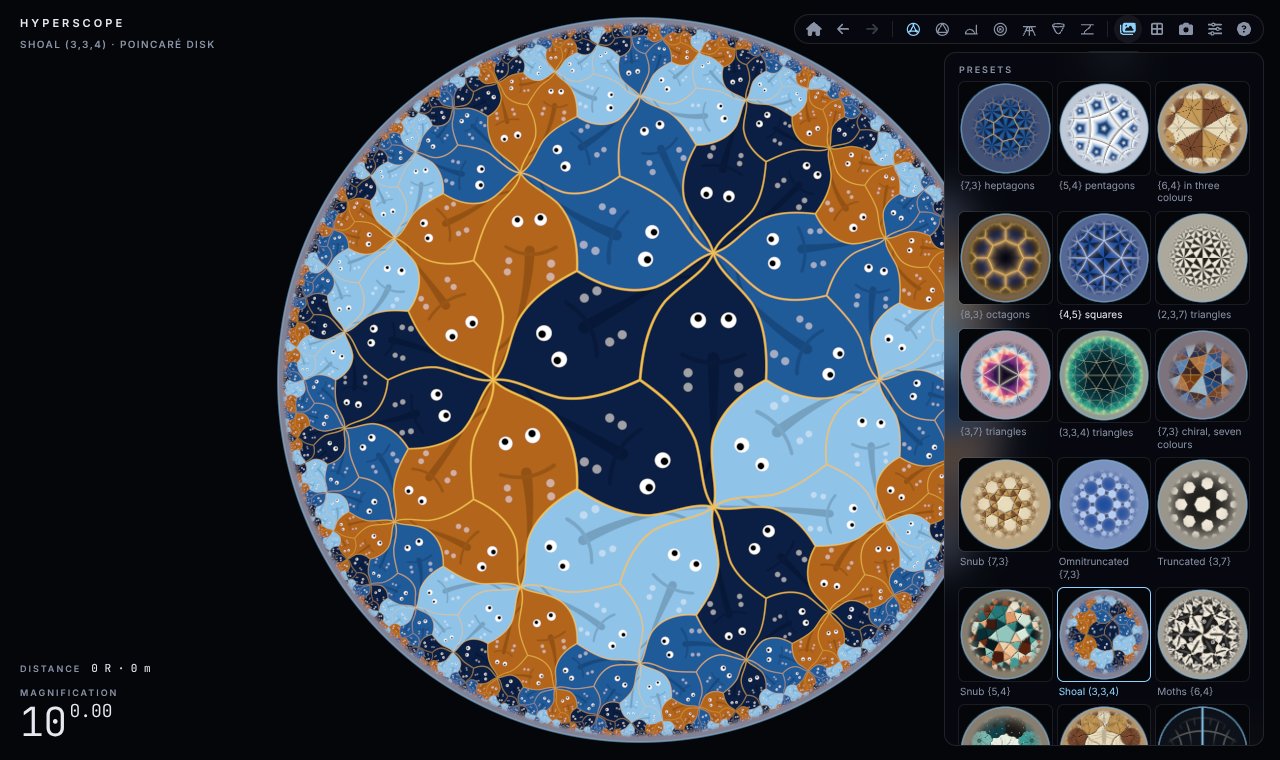 HYPERSCOPE
SHOAL (3,3,4) · POINCARÉ DISK
PRESETS
{7,3} heptagons
{5,4} pentagons
{6,4} in three
colours
{8,3} octagons
{4,5} squares
(2,3,7) triangles
{3,7} triangles
(3,3,4) triangles
{7,3} chiral, seven
colours
Snub {7,3}
Omnitruncated
{7,3}
Truncated {3,7}
Snub {5,4}
Shoal (3,3,4)
Moths {6,4}
DISTANCE 0 R · 0 m
MAGNIFICATION
10^0.00